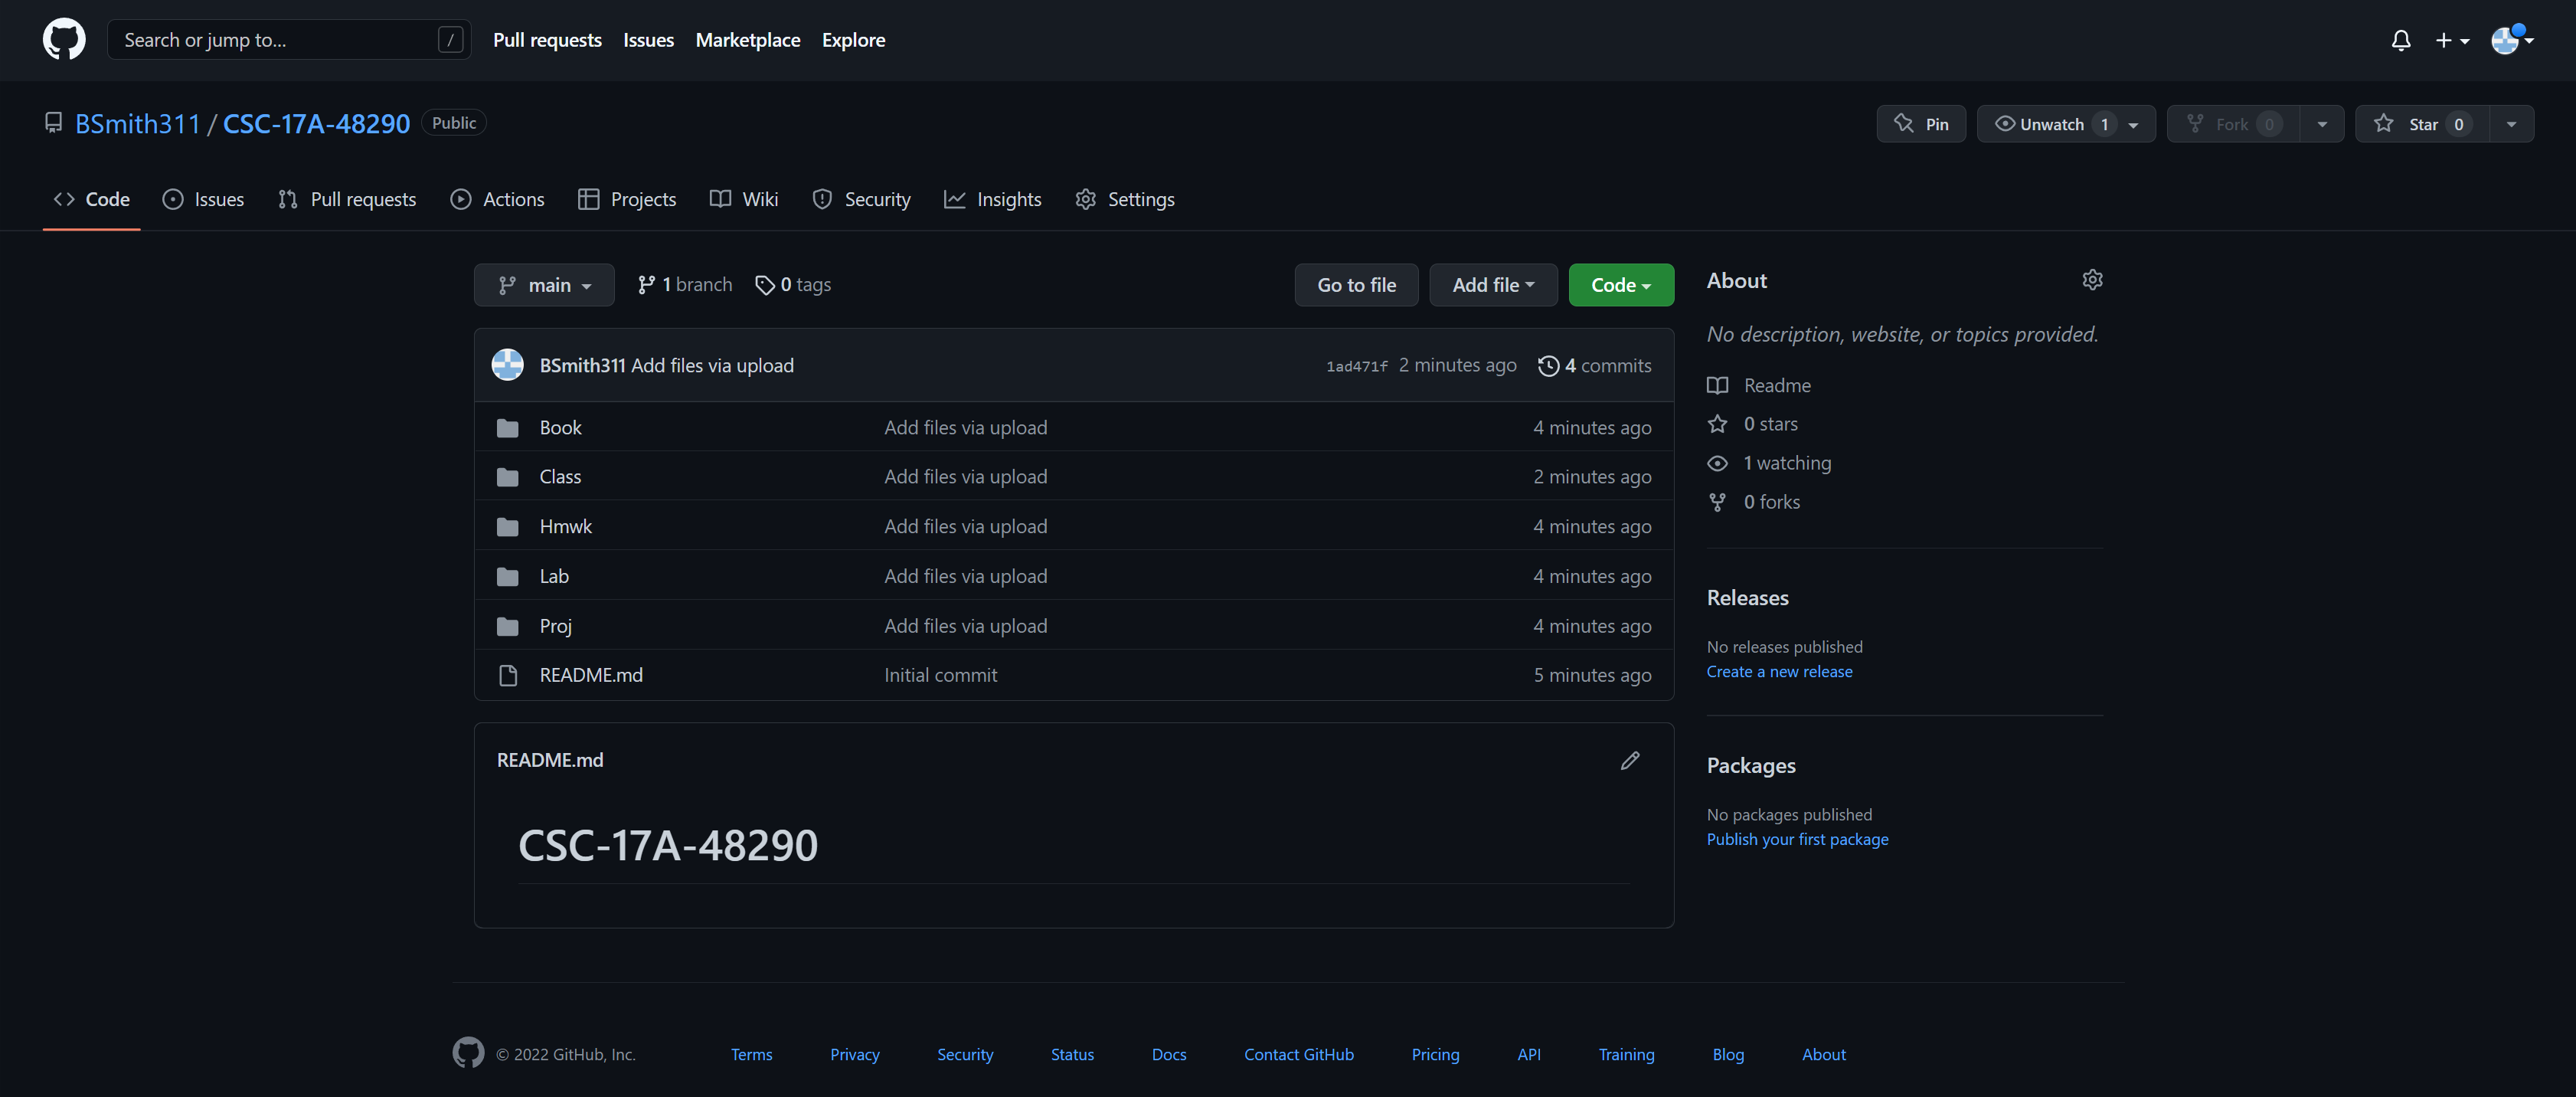 Search or jump to... / Pull requests Issues Marketplace Explore
BSmith311 / CSC-17A-48290 Public Pin Unwatch 1 Fork 0 Star 0
Code Issues Pull requests Actions Projects Wiki Security Insights Settings
main 1 branch 0 tags Go to file Add file Code
BSmith311 Add files via upload 1ad471f 2 minutes ago 4 commits
Book Add files via upload 4 minutes ago
Class Add files via upload 2 minutes ago
Hmwk Add files via upload 4 minutes ago
Lab Add files via upload 4 minutes ago
Proj Add files via upload 4 minutes ago
README.md Initial commit 5 minutes ago
README.md
CSC-17A-48290
About
No description, website, or topics provided.
Readme
0 stars
1 watching
0 forks
Releases
No releases published
Create a new release
Packages
No packages published
Publish your first package
© 2022 GitHub, Inc. Terms Privacy Security Status Docs Contact GitHub Pricing API Training Blog About